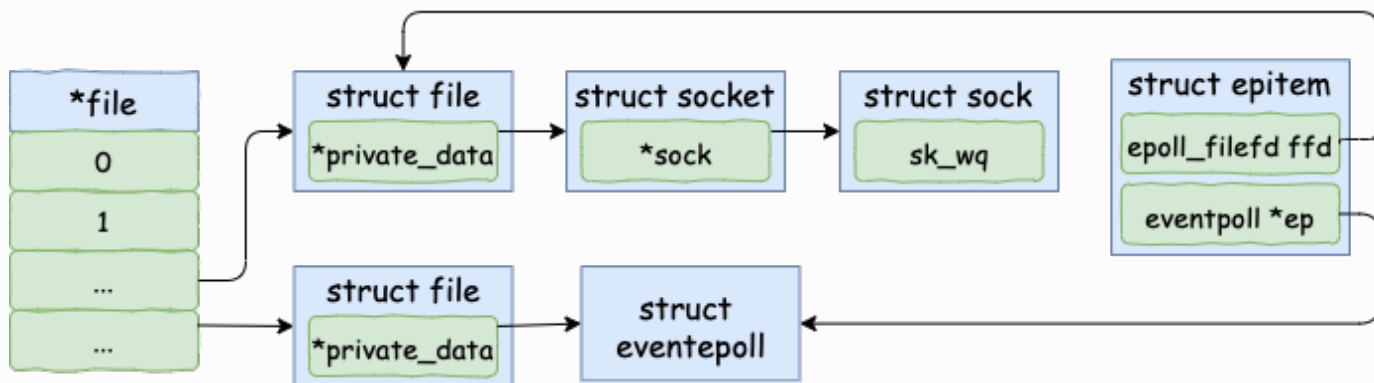 *file
0
1
...
...
struct file
*private_data
struct socket
*sock
struct sock
sk_wq
struct epitem
epoll_filefd ffd
eventpoll *ep
struct file
*private_data
struct
eventepoll